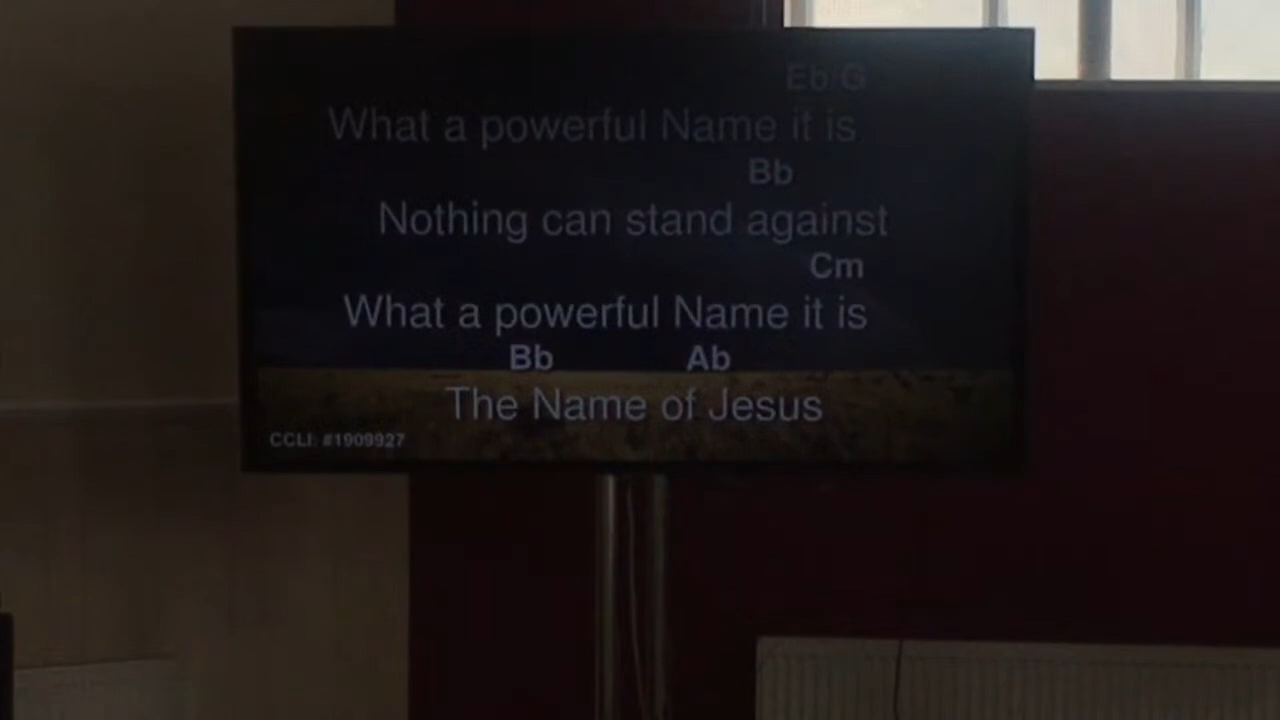 Eb/G
What a powerful Name it is
Bb
Nothing can stand against
Cm
What a powerful Name it is
Bb Ab
The Name of Jesus
CCLI: #1909927